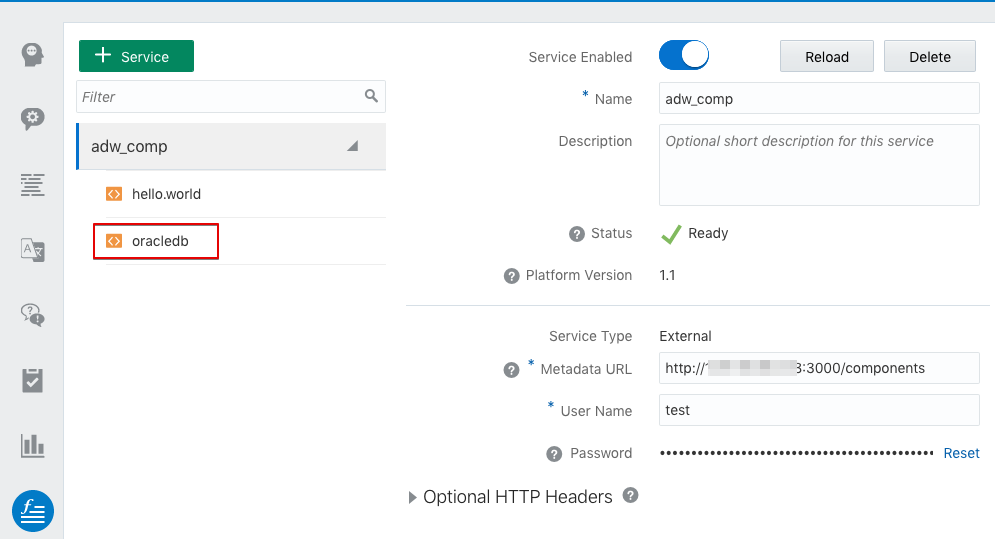 Service
Filter
adw_comp
hello.world
oracledb
Service Enabled
Reload
Delete
* Name
adw_comp
Description
Optional short description for this service
? Status
Ready
? Platform Version
1.1
Service Type
External
? * Metadata URL
http://:3000/components
* User Name
test
? Password
Reset
Optional HTTP Headers ?